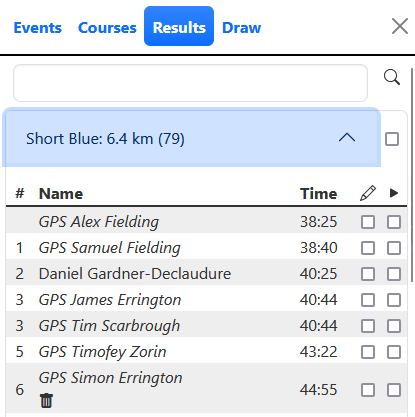 Events Courses Results Draw
Short Blue: 6.4 km (79)
# Name Time
GPS Alex Fielding 38:25
1 GPS Samuel Fielding 38:40
2 Daniel Gardner-Declaudure 40:25
3 GPS James Errington 40:44
3 GPS Tim Scarbrough 40:44
5 GPS Timofey Zorin 43:22
6 GPS Simon Errington 44:55